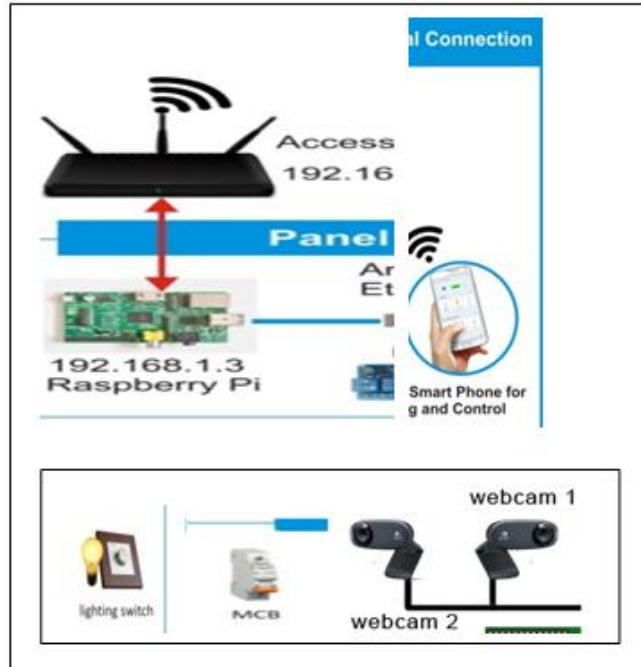 al Connection
Access
192.16
Panel
Ar
Et
192.168.1.3
Raspberry Pi
Smart Phone for
g and Control
webcam 1
lighting switch
MCB
webcam 2